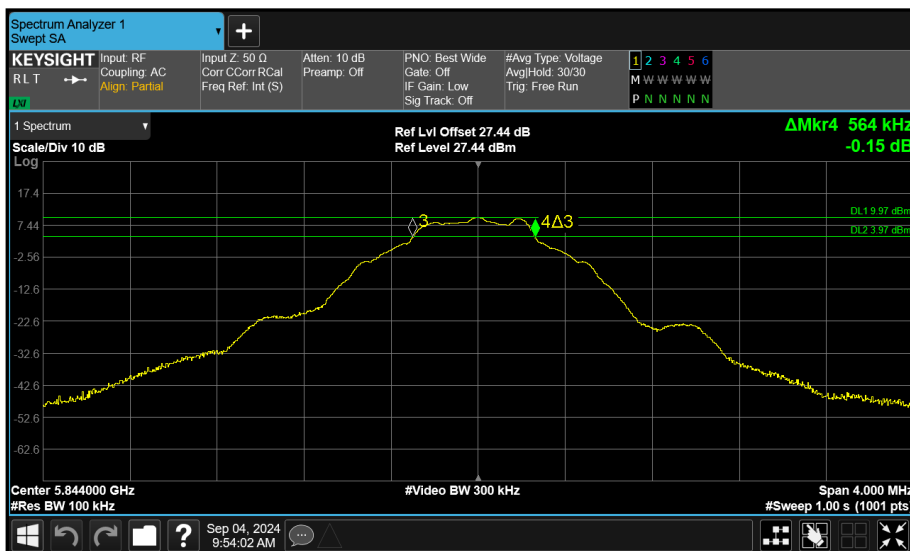 Spectrum Analyzer 1
Swept SA
+
KEYSIGHT
RLT
LXI
Input: RF
Coupling: AC
Align: Partial
Input Z: 50 Ω
Corr CCorr RCal
Freq Ref: Int (S)
Atten: 10 dB
Preamp: Off
PNO: Best Wide
Gate: Off
IF Gain: Low
Sig Track: Off
#Avg Type: Voltage
Avg|Hold: 30/30
Trig: Free Run
1 2 3 4 5 6
M W W W W W
P N N N N N
1 Spectrum
Scale/Div 10 dB
Ref Lvl Offset 27.44 dB
Ref Level 27.44 dBm
ΔMkr4 564 kHz
-0.15 dB
Log
17.4
7.44
-2.56
-12.6
-22.6
-32.6
-42.6
-52.6
-62.6
3
4Δ3
DL1 9.97 dBm
DL2 3.97 dBm
Center 5.844000 GHz
#Res BW 100 kHz
#Video BW 300 kHz
Span 4.000 MHz
#Sweep 1.00 s (1001 pts)
?
Sep 04, 2024
9:54:02 AM